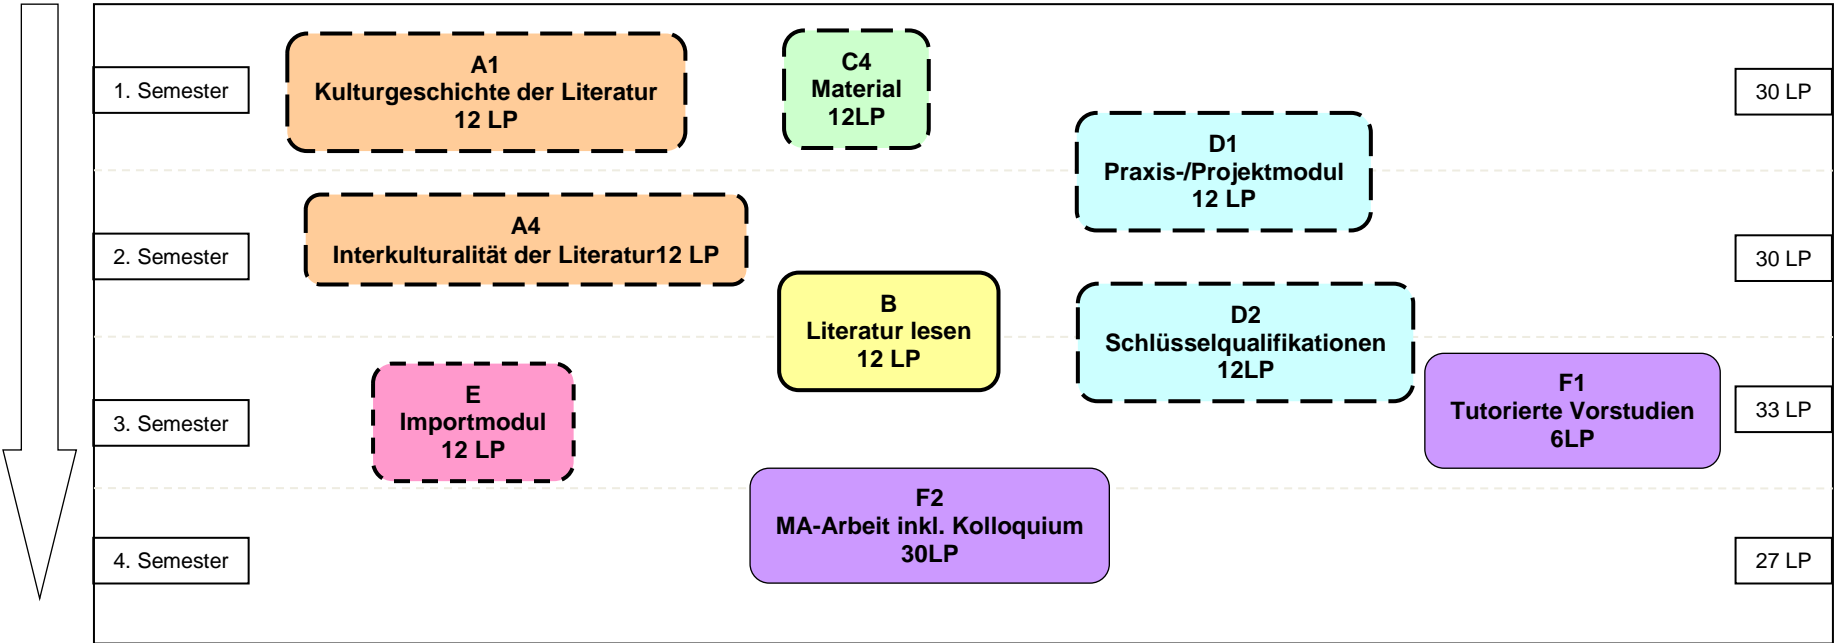 1. Semester
A1
Kulturgeschichte der Literatur
12 LP
C4
Material
12LP
30 LP
D1
Praxis-/Projektmodul
12 LP
2. Semester
A4
Interkulturalität der Literatur12 LP
30 LP
B
Literatur lesen
12 LP
D2
Schlüsselqualifikationen
12LP
3. Semester
E
Importmodul
12 LP
F1
Tutorierte Vorstudien
6LP
33 LP
F2
MA-Arbeit inkl. Kolloquium
30LP
4. Semester
27 LP